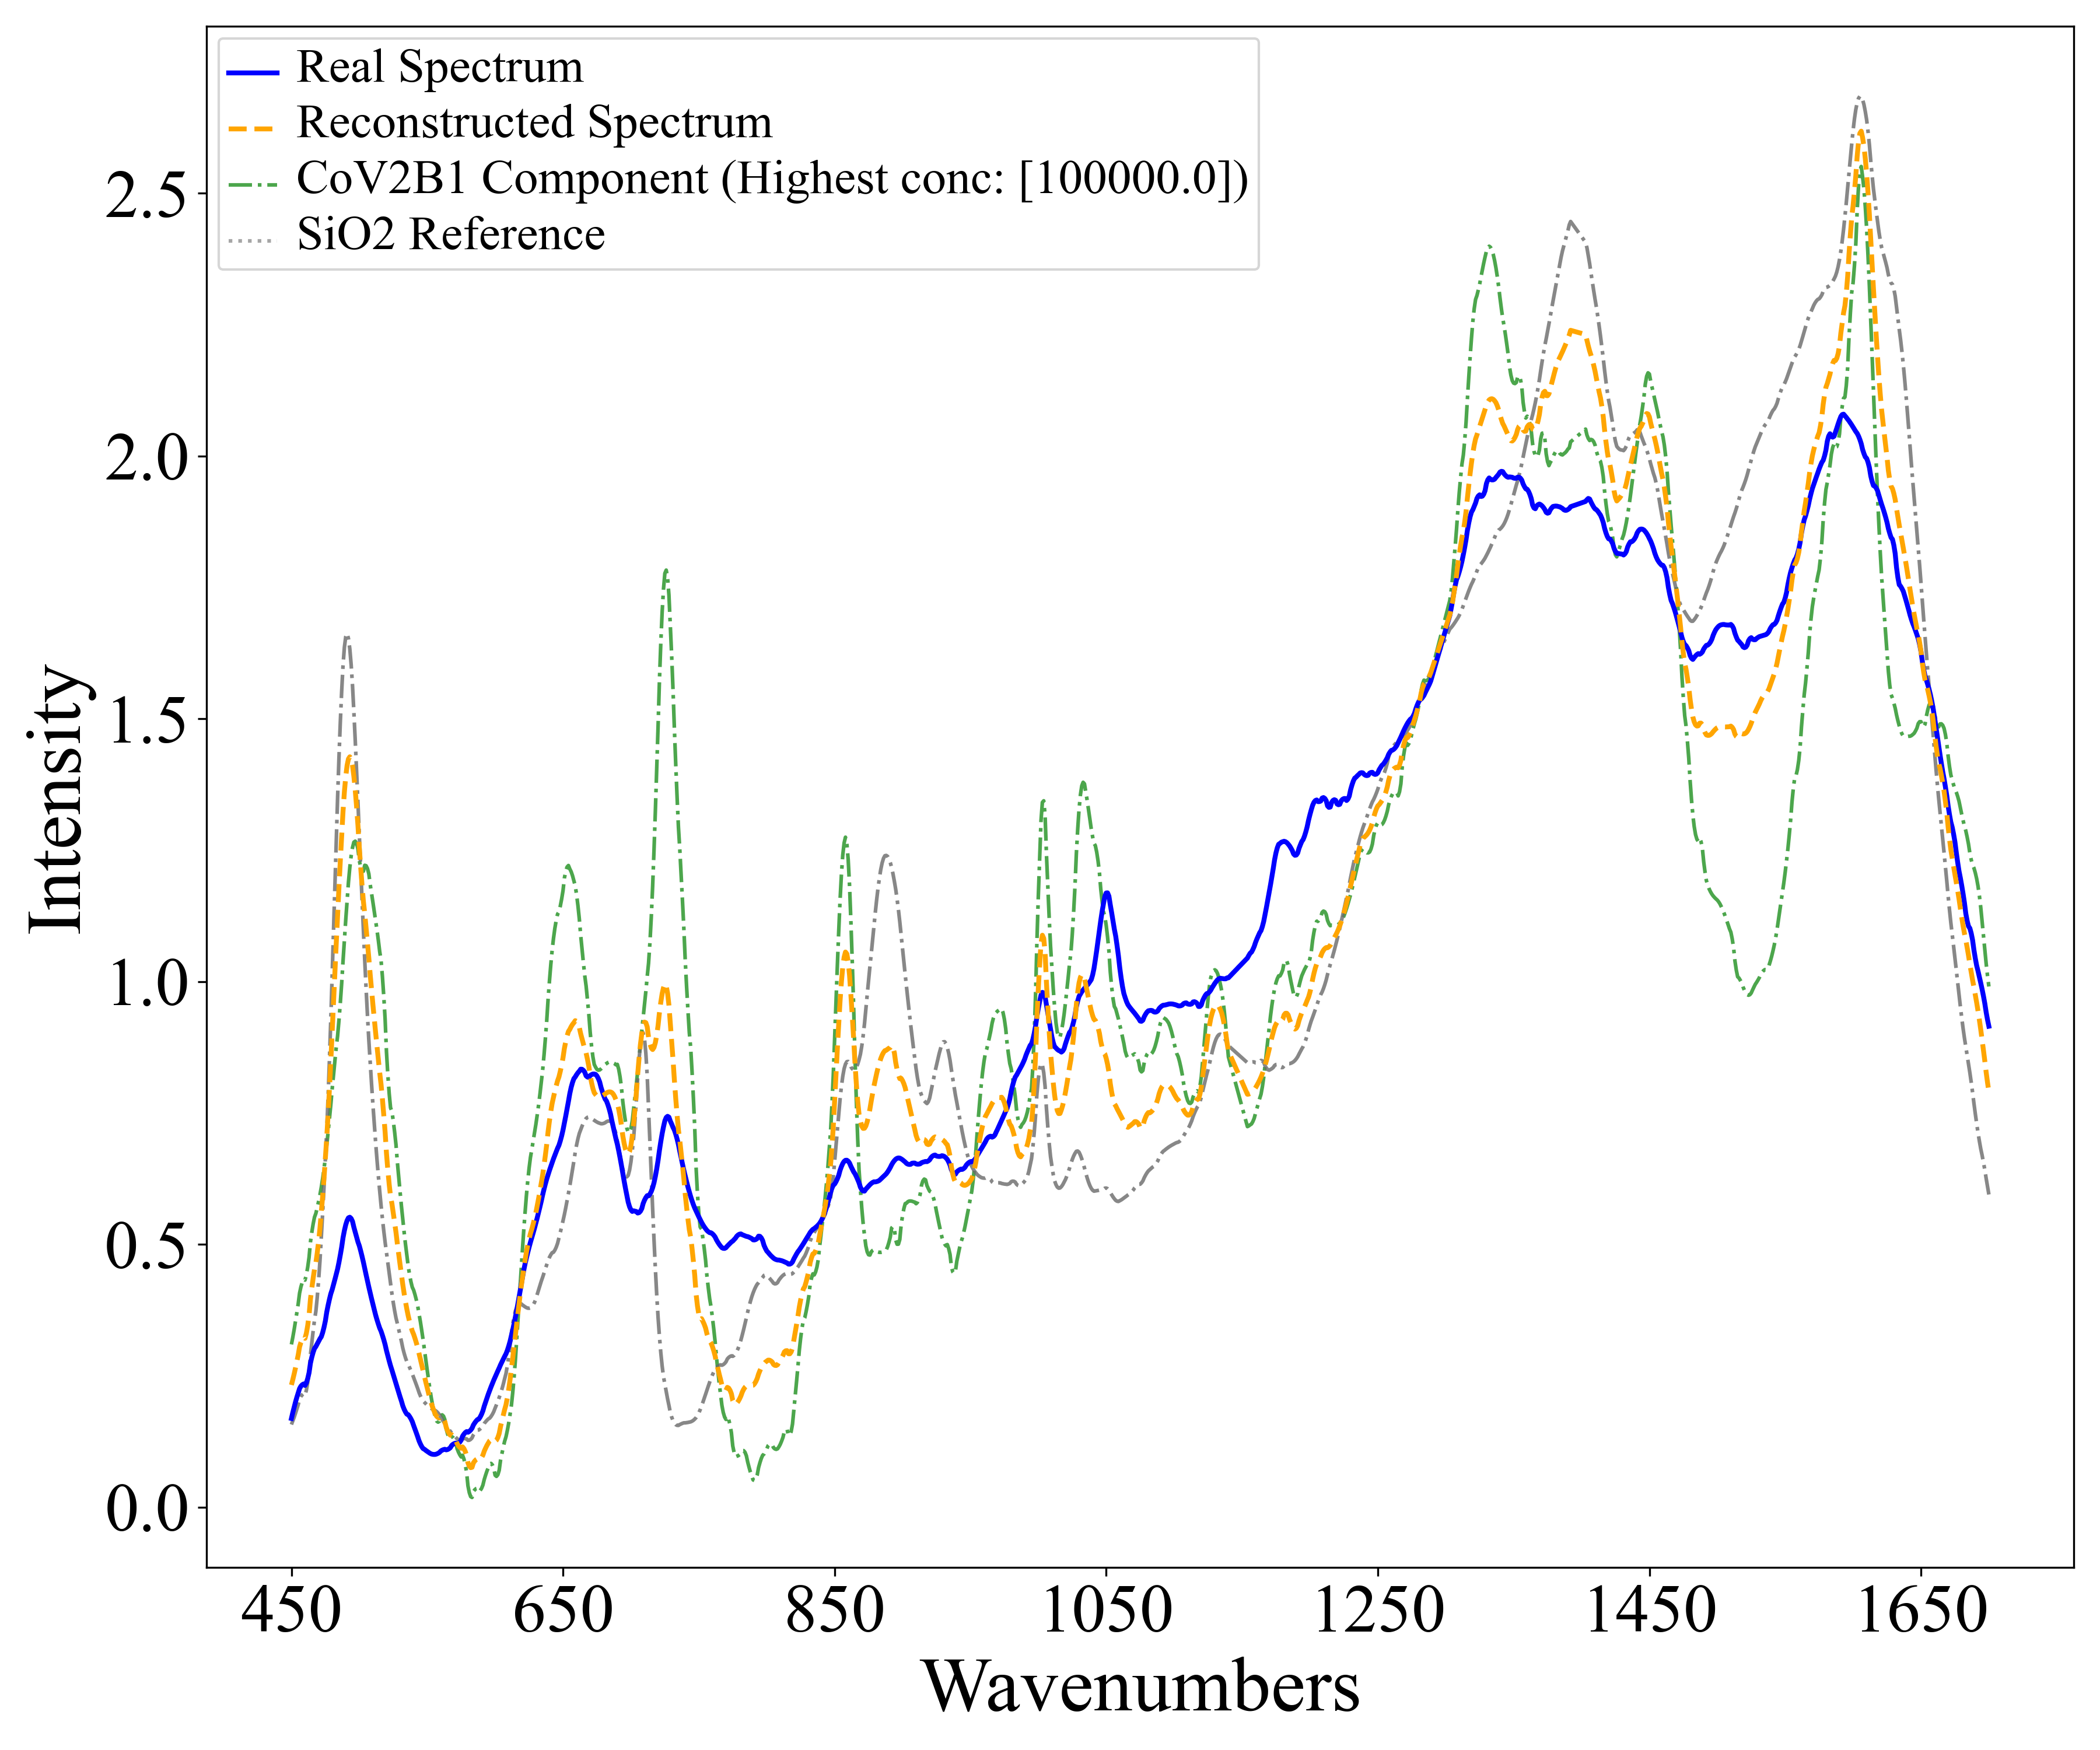 Real Spectrum
Reconstructed Spectrum
CoV2B1 Component (Highest conc: [100000.0])
SiO2 Reference
Intensity
2.5
2.0
1.5
1.0
0.5
0.0
450 650 850 1050 1250 1450 1650
Wavenumbers